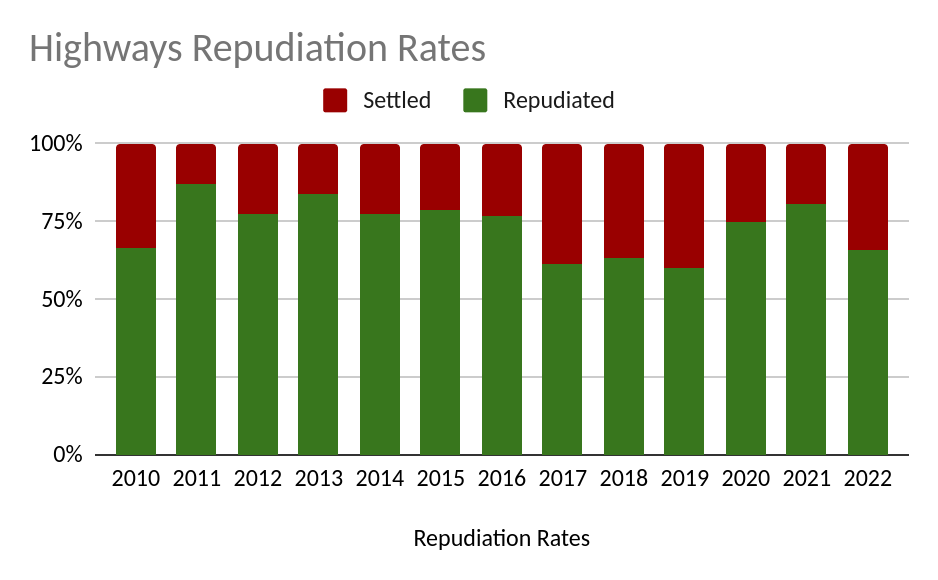 Highways Repudiation Rates
Settled Repudiated
100%
75%
50%
25%
0%
2010 2011 2012 2013 2014 2015 2016 2017 2018 2019 2020 2021 2022
Repudiation Rates